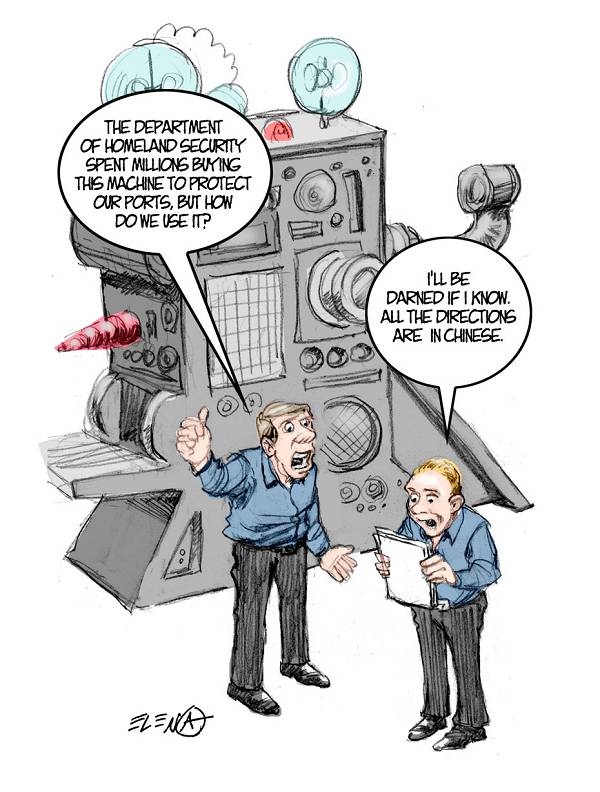 THE DEPARTMENT
OF HOMELAND SECURITY
SPENT MILLIONS BUYING
THIS MACHINE TO PROTECT
OUR PORTS, BUT HOW
DO WE USE IT?
I'LL BE
DARNED IF I KNOW.
ALL THE DIRECTIONS
ARE IN CHINESE.
ELENA